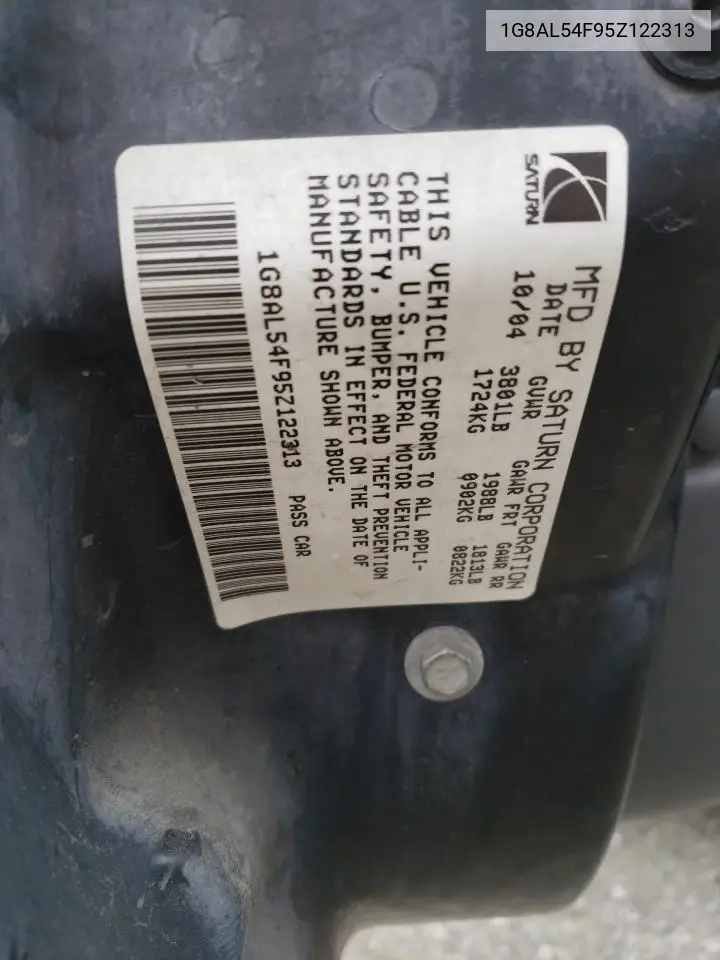 1G8AL54F95Z122313
SATURN
MFD BY SATURN CORPORATION
DATE GVWR GAWR FRT GAWR RR
10/04 3801LB 1988LB 1813LB
1724KG 0902KG 0822KG
THIS VEHICLE CONFORMS TO ALL APPLI-
CABLE U.S. FEDERAL MOTOR VEHICLE
SAFETY, BUMPER, AND THEFT PREVENTION
STANDARDS IN EFFECT ON THE DATE OF
MANUFACTURE SHOWN ABOVE.
1G8AL54F95Z122313 PASS CAR